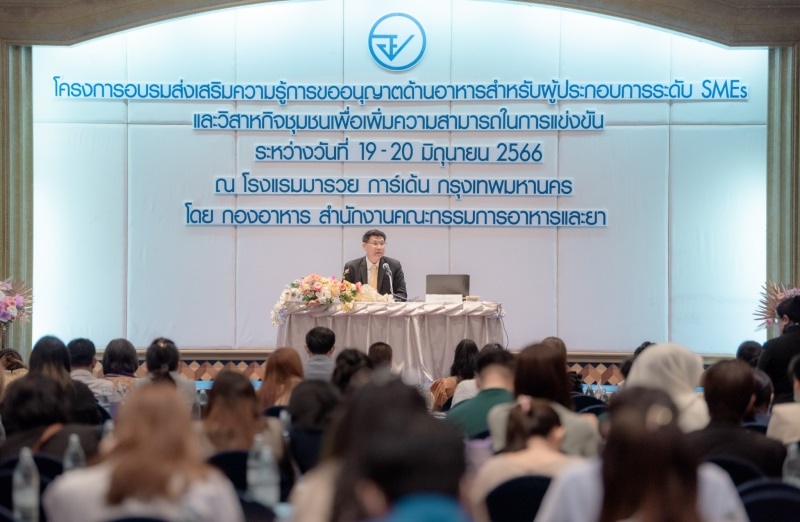 โครงการอบรมส่งเสริมความรู้การขออนุญาตด้านอาหารสำหรับผู้ประกอบการระดับ SMEs
และวิสาหกิจชุมชนเพื่อเพิ่มความสามารถในการแข่งขัน
ระหว่างวันที่ 19 - 20 มิถุนายน 2566
ณ โรงแรมมารวย การ์เด้น กรุงเทพมหานคร
โดย กองอาหาร สำนักงานคณะกรรมการอาหารและยา